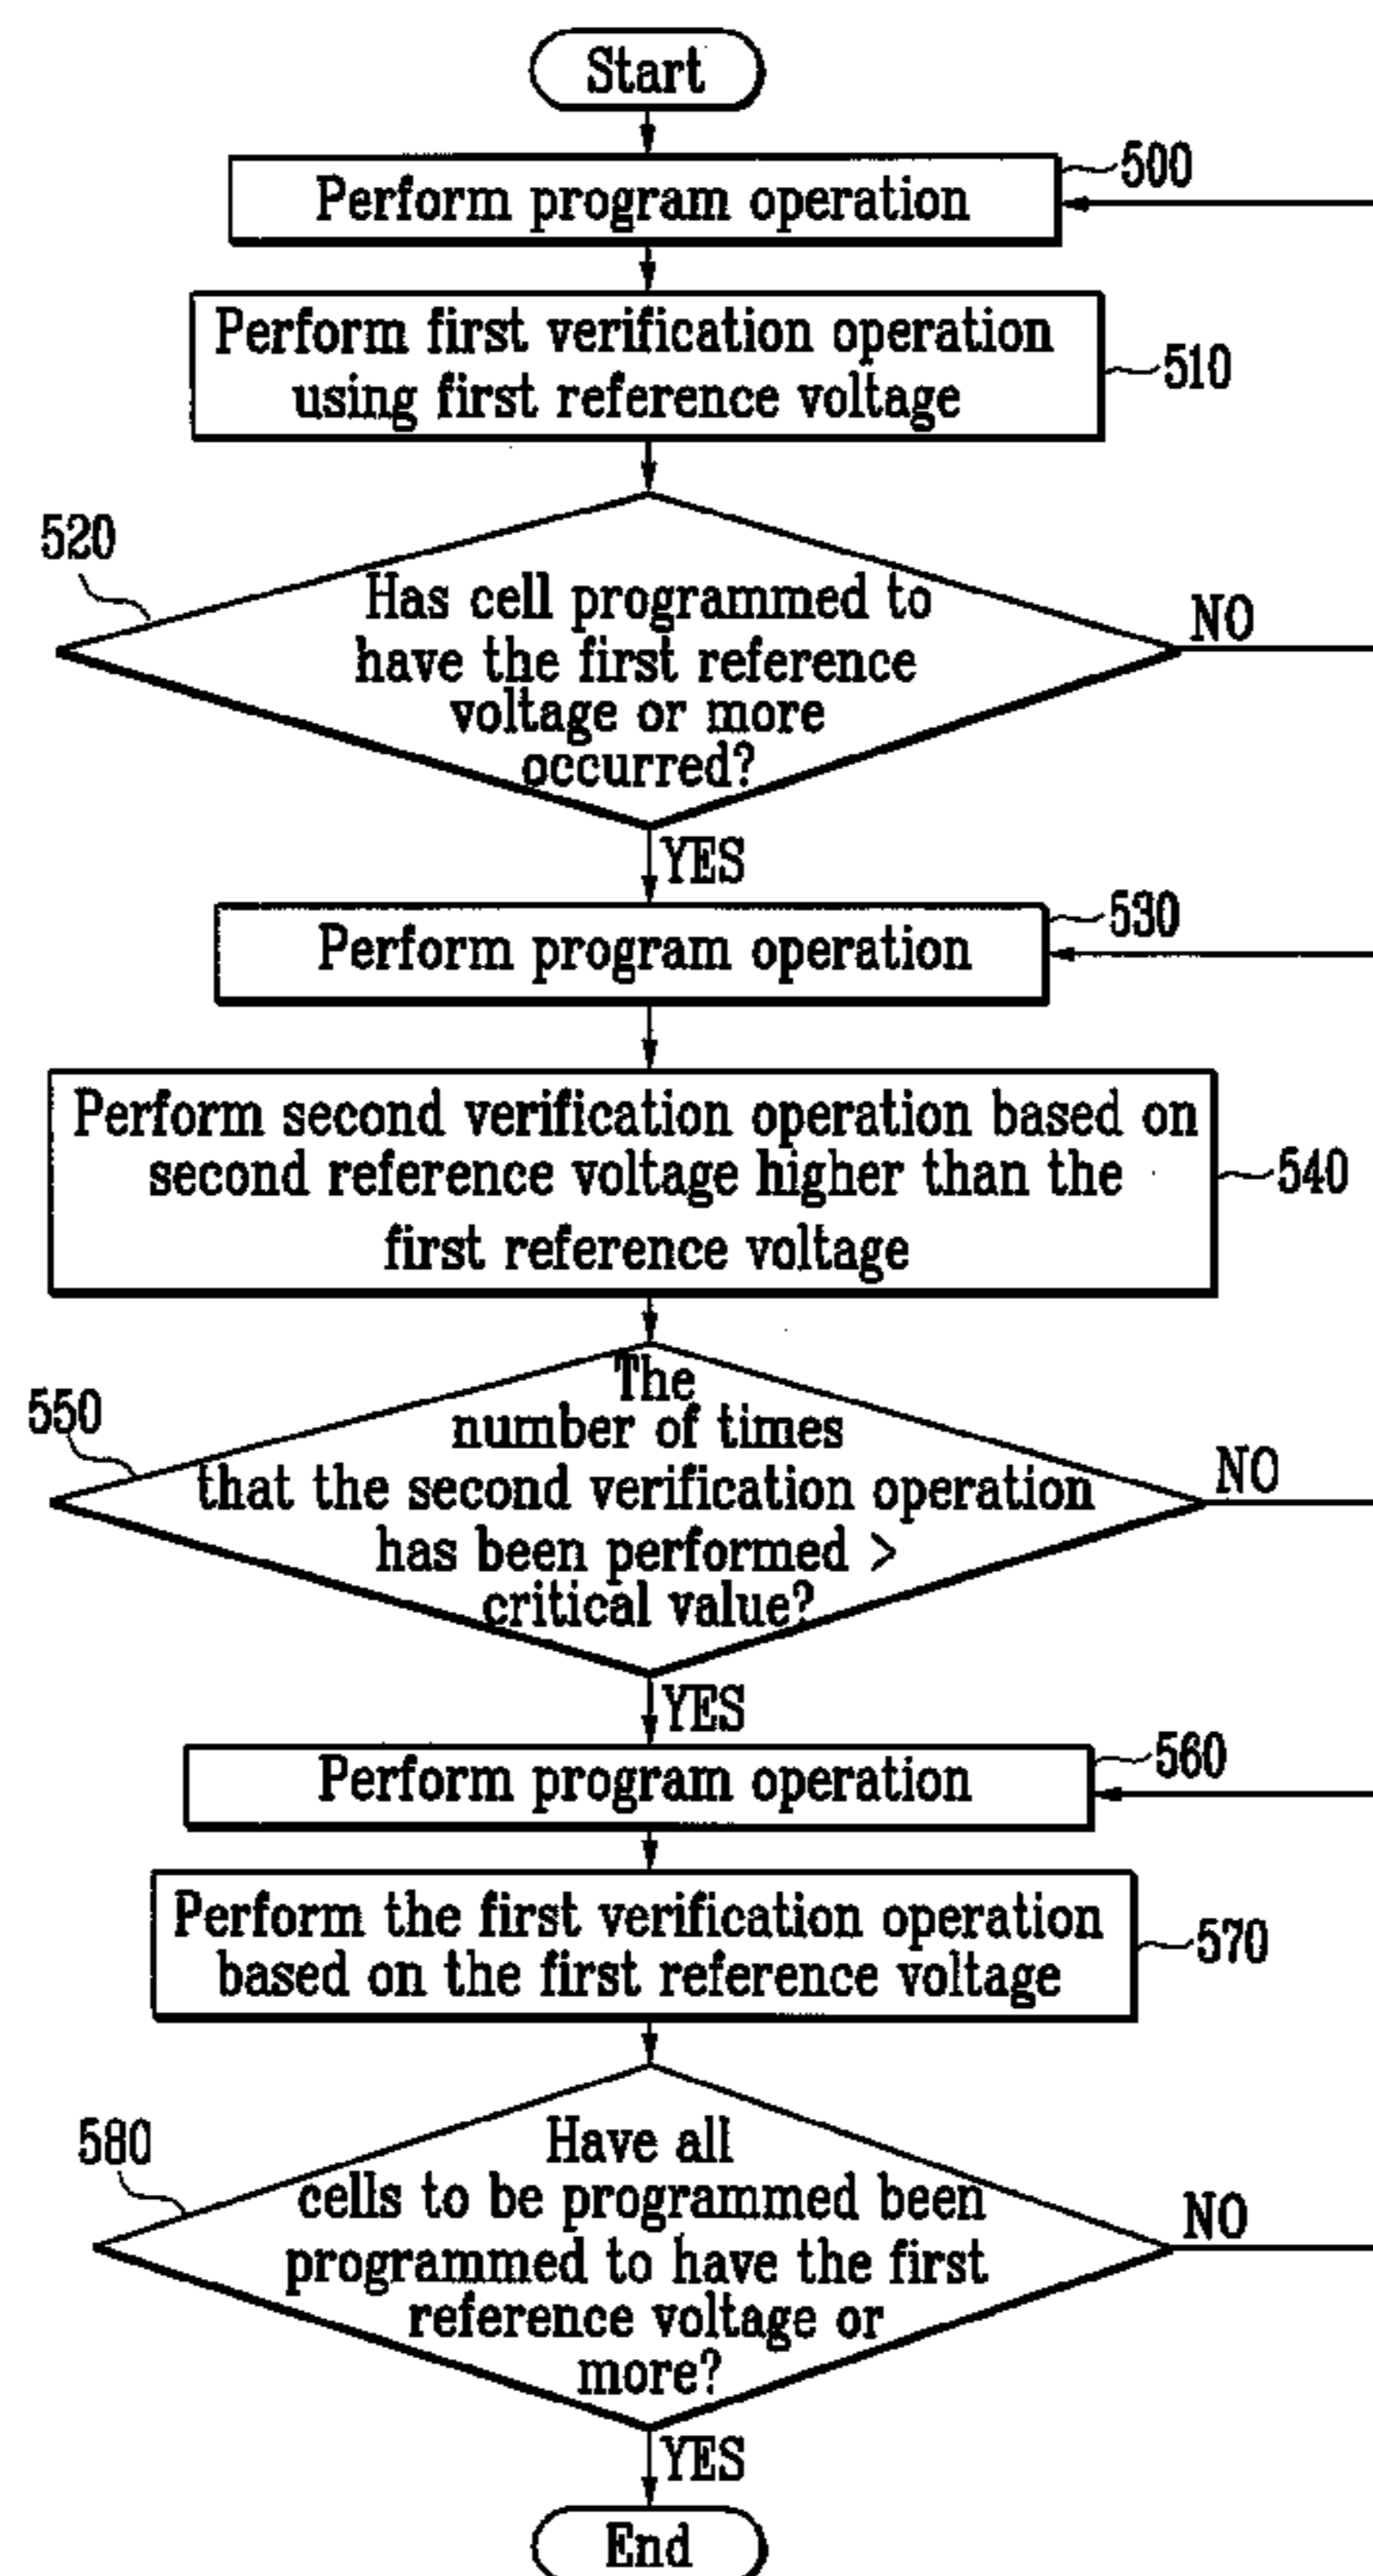 Start
Perform program operation
500
Perform first verification operation
using first reference voltage
510
520
Has cell programmed to
have the first reference
voltage or more
occurred?
NO
YES
Perform program operation
530
Perform second verification operation based on
second reference voltage higher than the
first reference voltage
540
550
The
number of times
that the second verification operation
has been performed >
critical value?
NO
YES
Perform program operation
560
Perform the first verification operation
based on the first reference voltage
570
580
Have all
cells to be programmed been
programmed to have the first
reference voltage or
more?
NO
YES
End